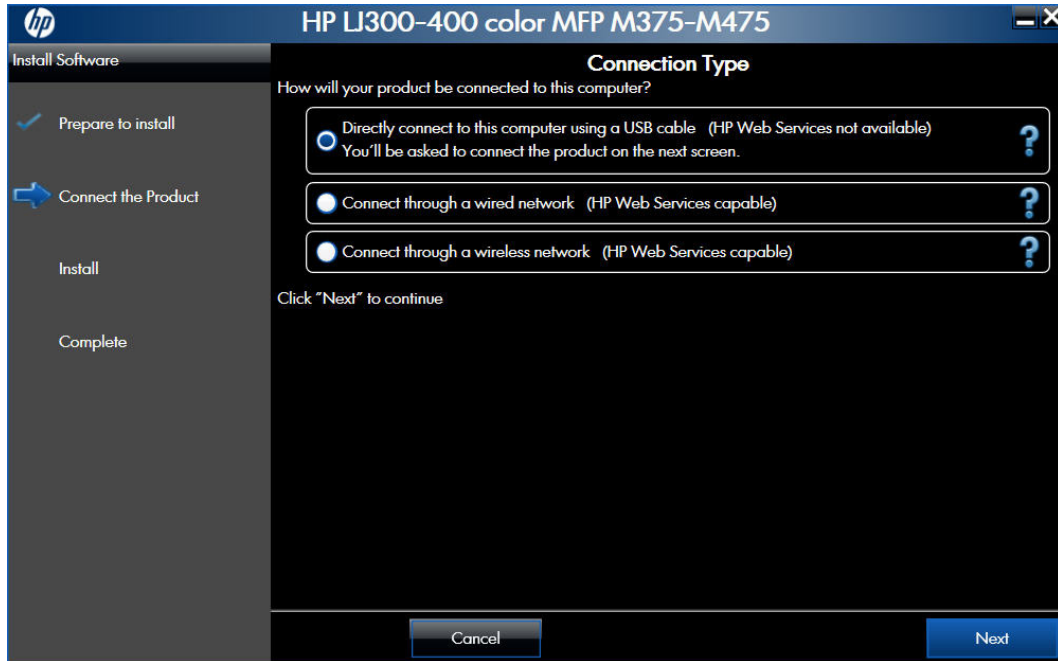 hp
HP LJ300-400 color MFP M375-M475
Install Software
Prepare to install
Connect the Product
Install
Complete
Connection Type
How will your product be connected to this computer?
Directly connect to this computer using a USB cable (HP Web Services not available)
You'll be asked to connect the product on the next screen.
?
Connect through a wired network (HP Web Services capable)
?
Connect through a wireless network (HP Web Services capable)
?
Click "Next" to continue
Cancel
Next